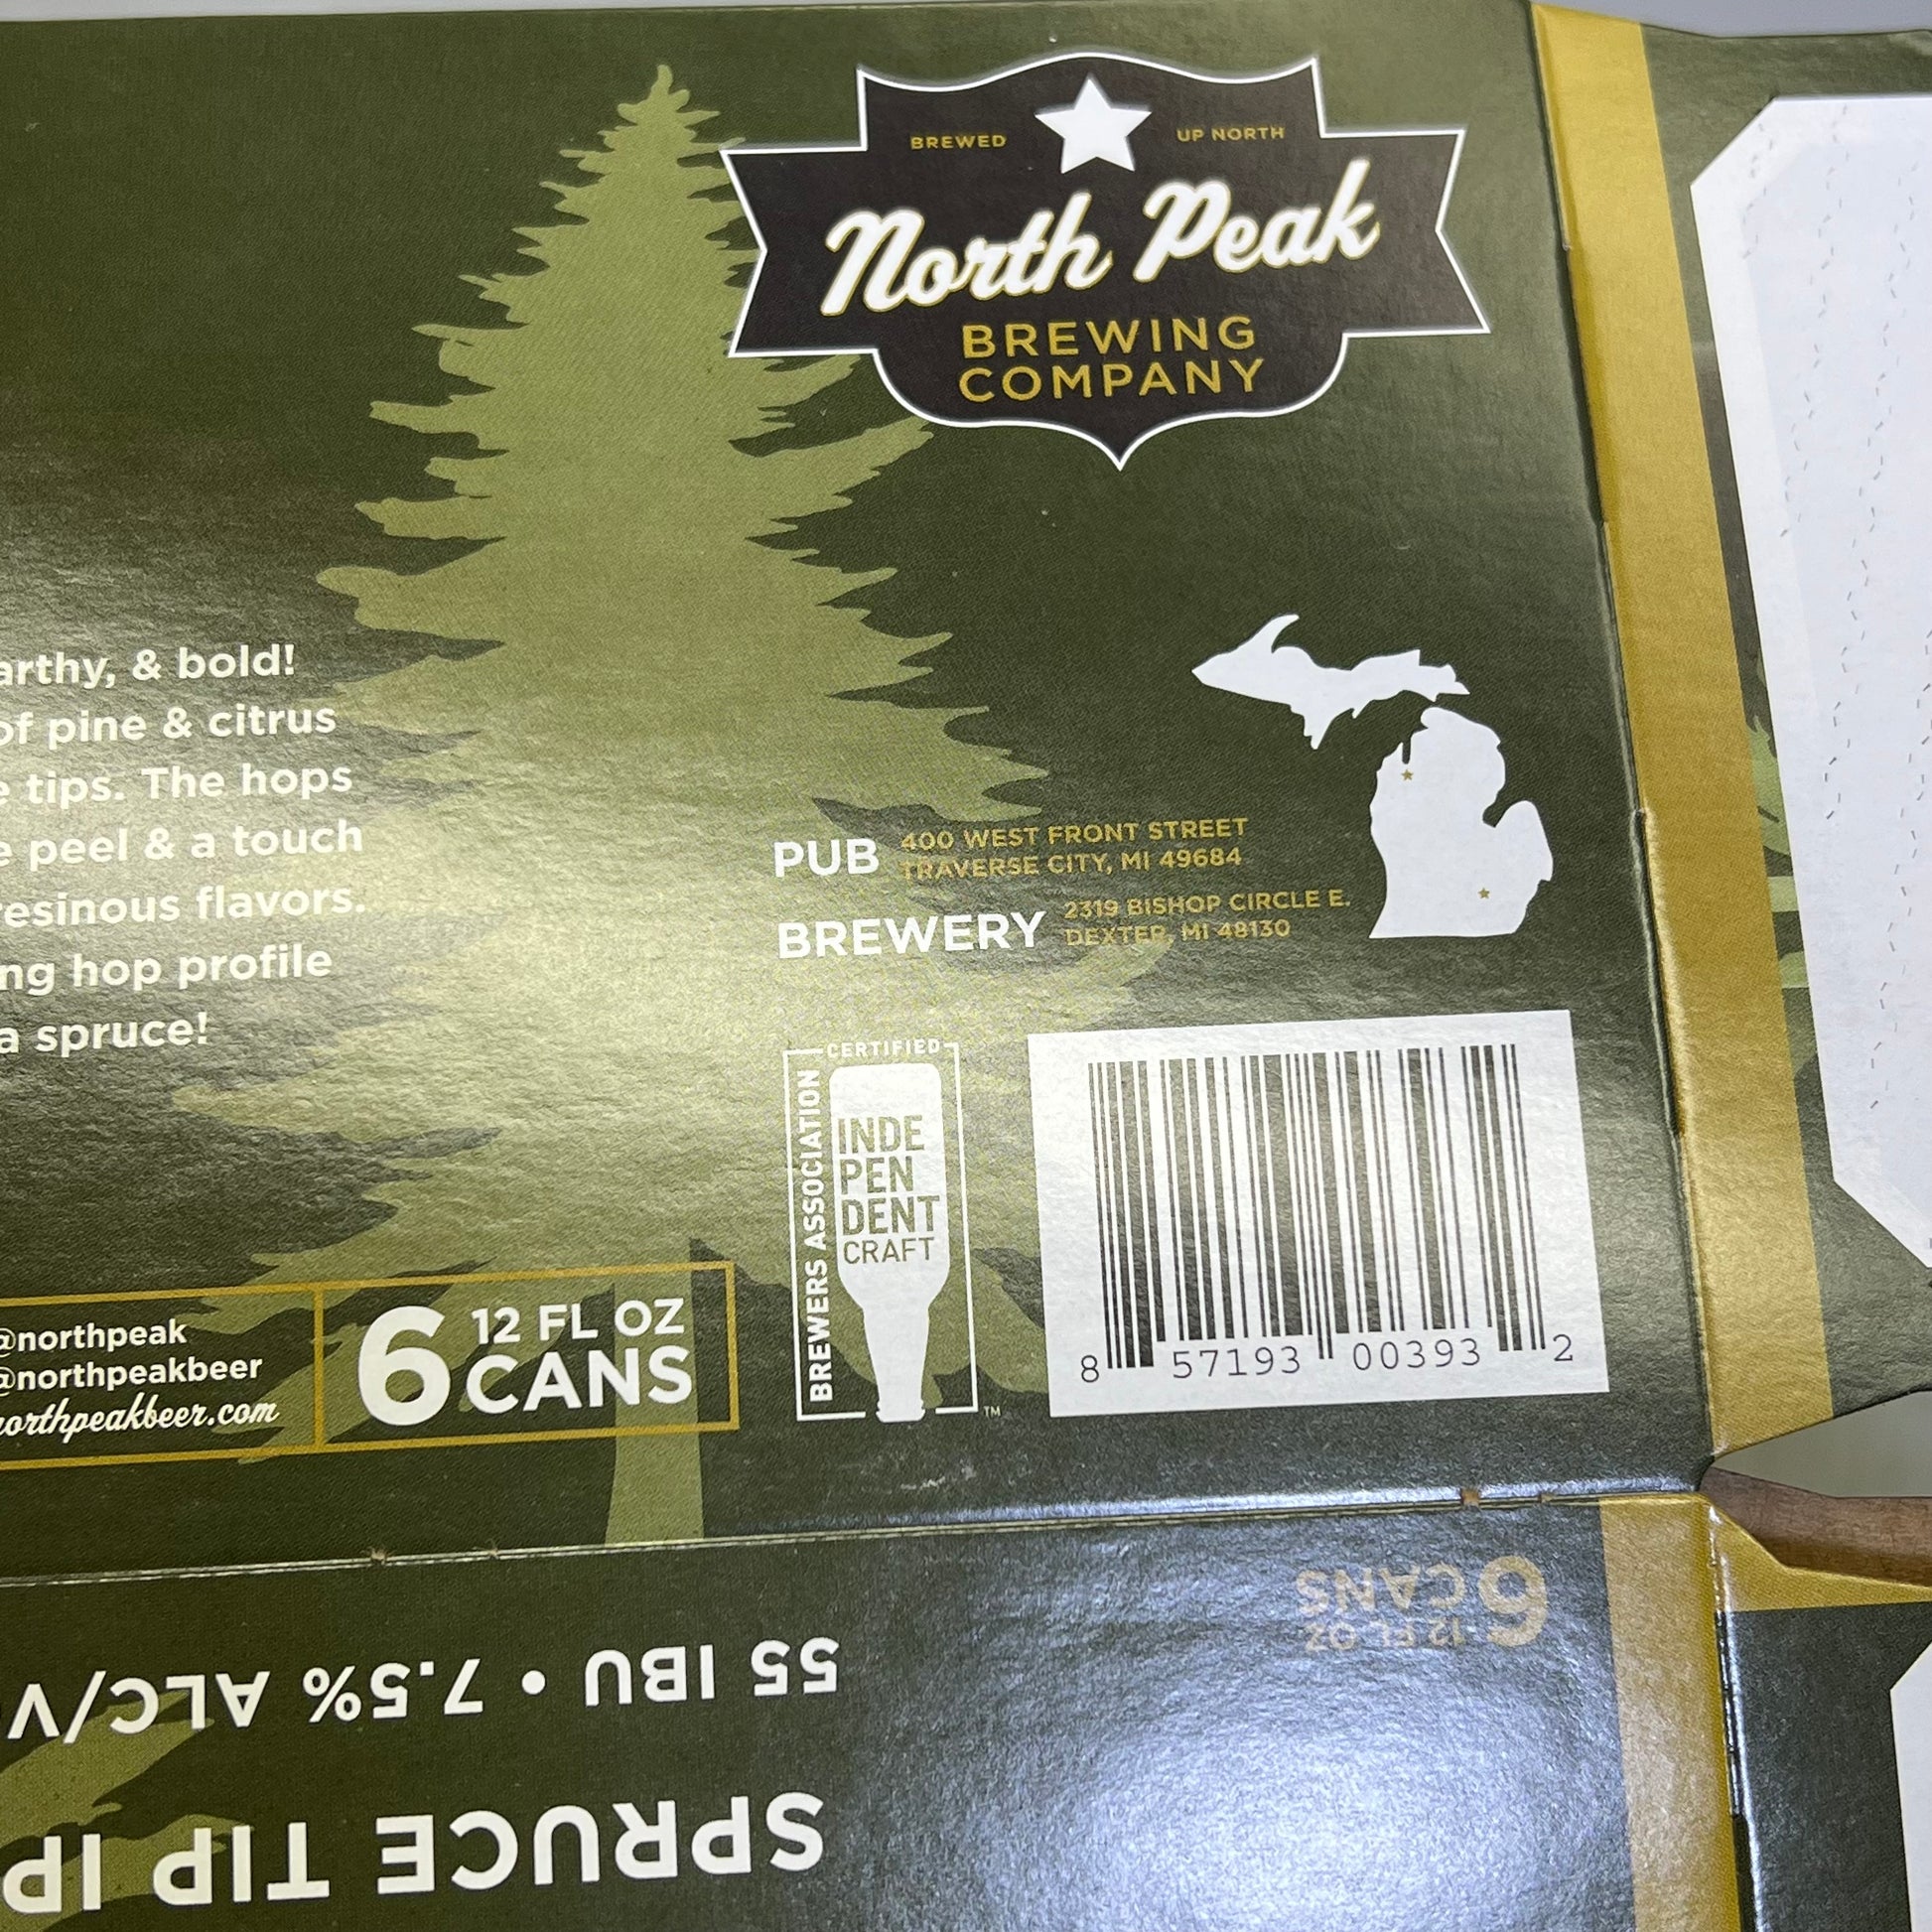 BREWED UP NORTH
North Peak
BREWING
COMPANY
arthy, & bold!
of pine & citrus
e tips. The hops
e peel & a touch
resinous flavors.
ng hop profile
a spruce!
PUB 400 WEST FRONT STREET
TRAVERSE CITY, MI 49684
BREWERY 2319 BISHOP CIRCLE E.
DEXTER, MI 48130
CERTIFIED
BREWERS ASSOCIATION
INDE
PEN
DENT
CRAFT
TM
8 57193 00393 2
@northpeak
@northpeakbeer
northpeakbeer.com
6 12 FL OZ
CANS
6 12 FL OZ
CANS
55 IBU • 7.5% ALC/V
SPRUCE TIP IP